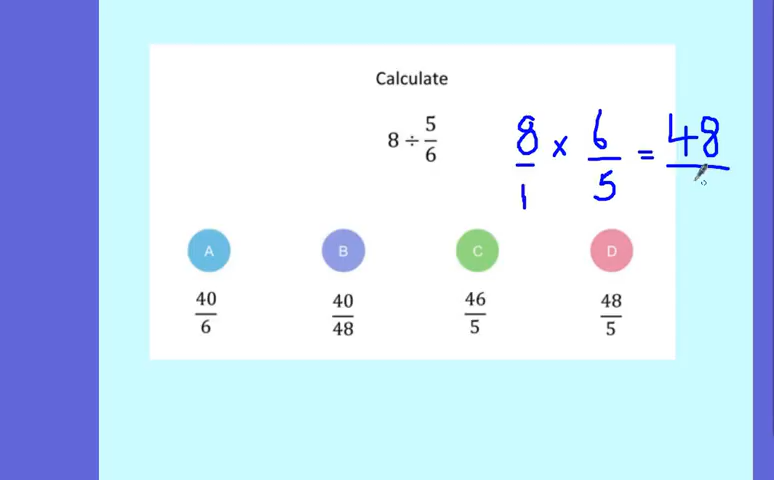 Calculate
8 ÷ 5/6
8/1 × 6/5 = 48/
A B C D
40/6 40/48 46/5 48/5